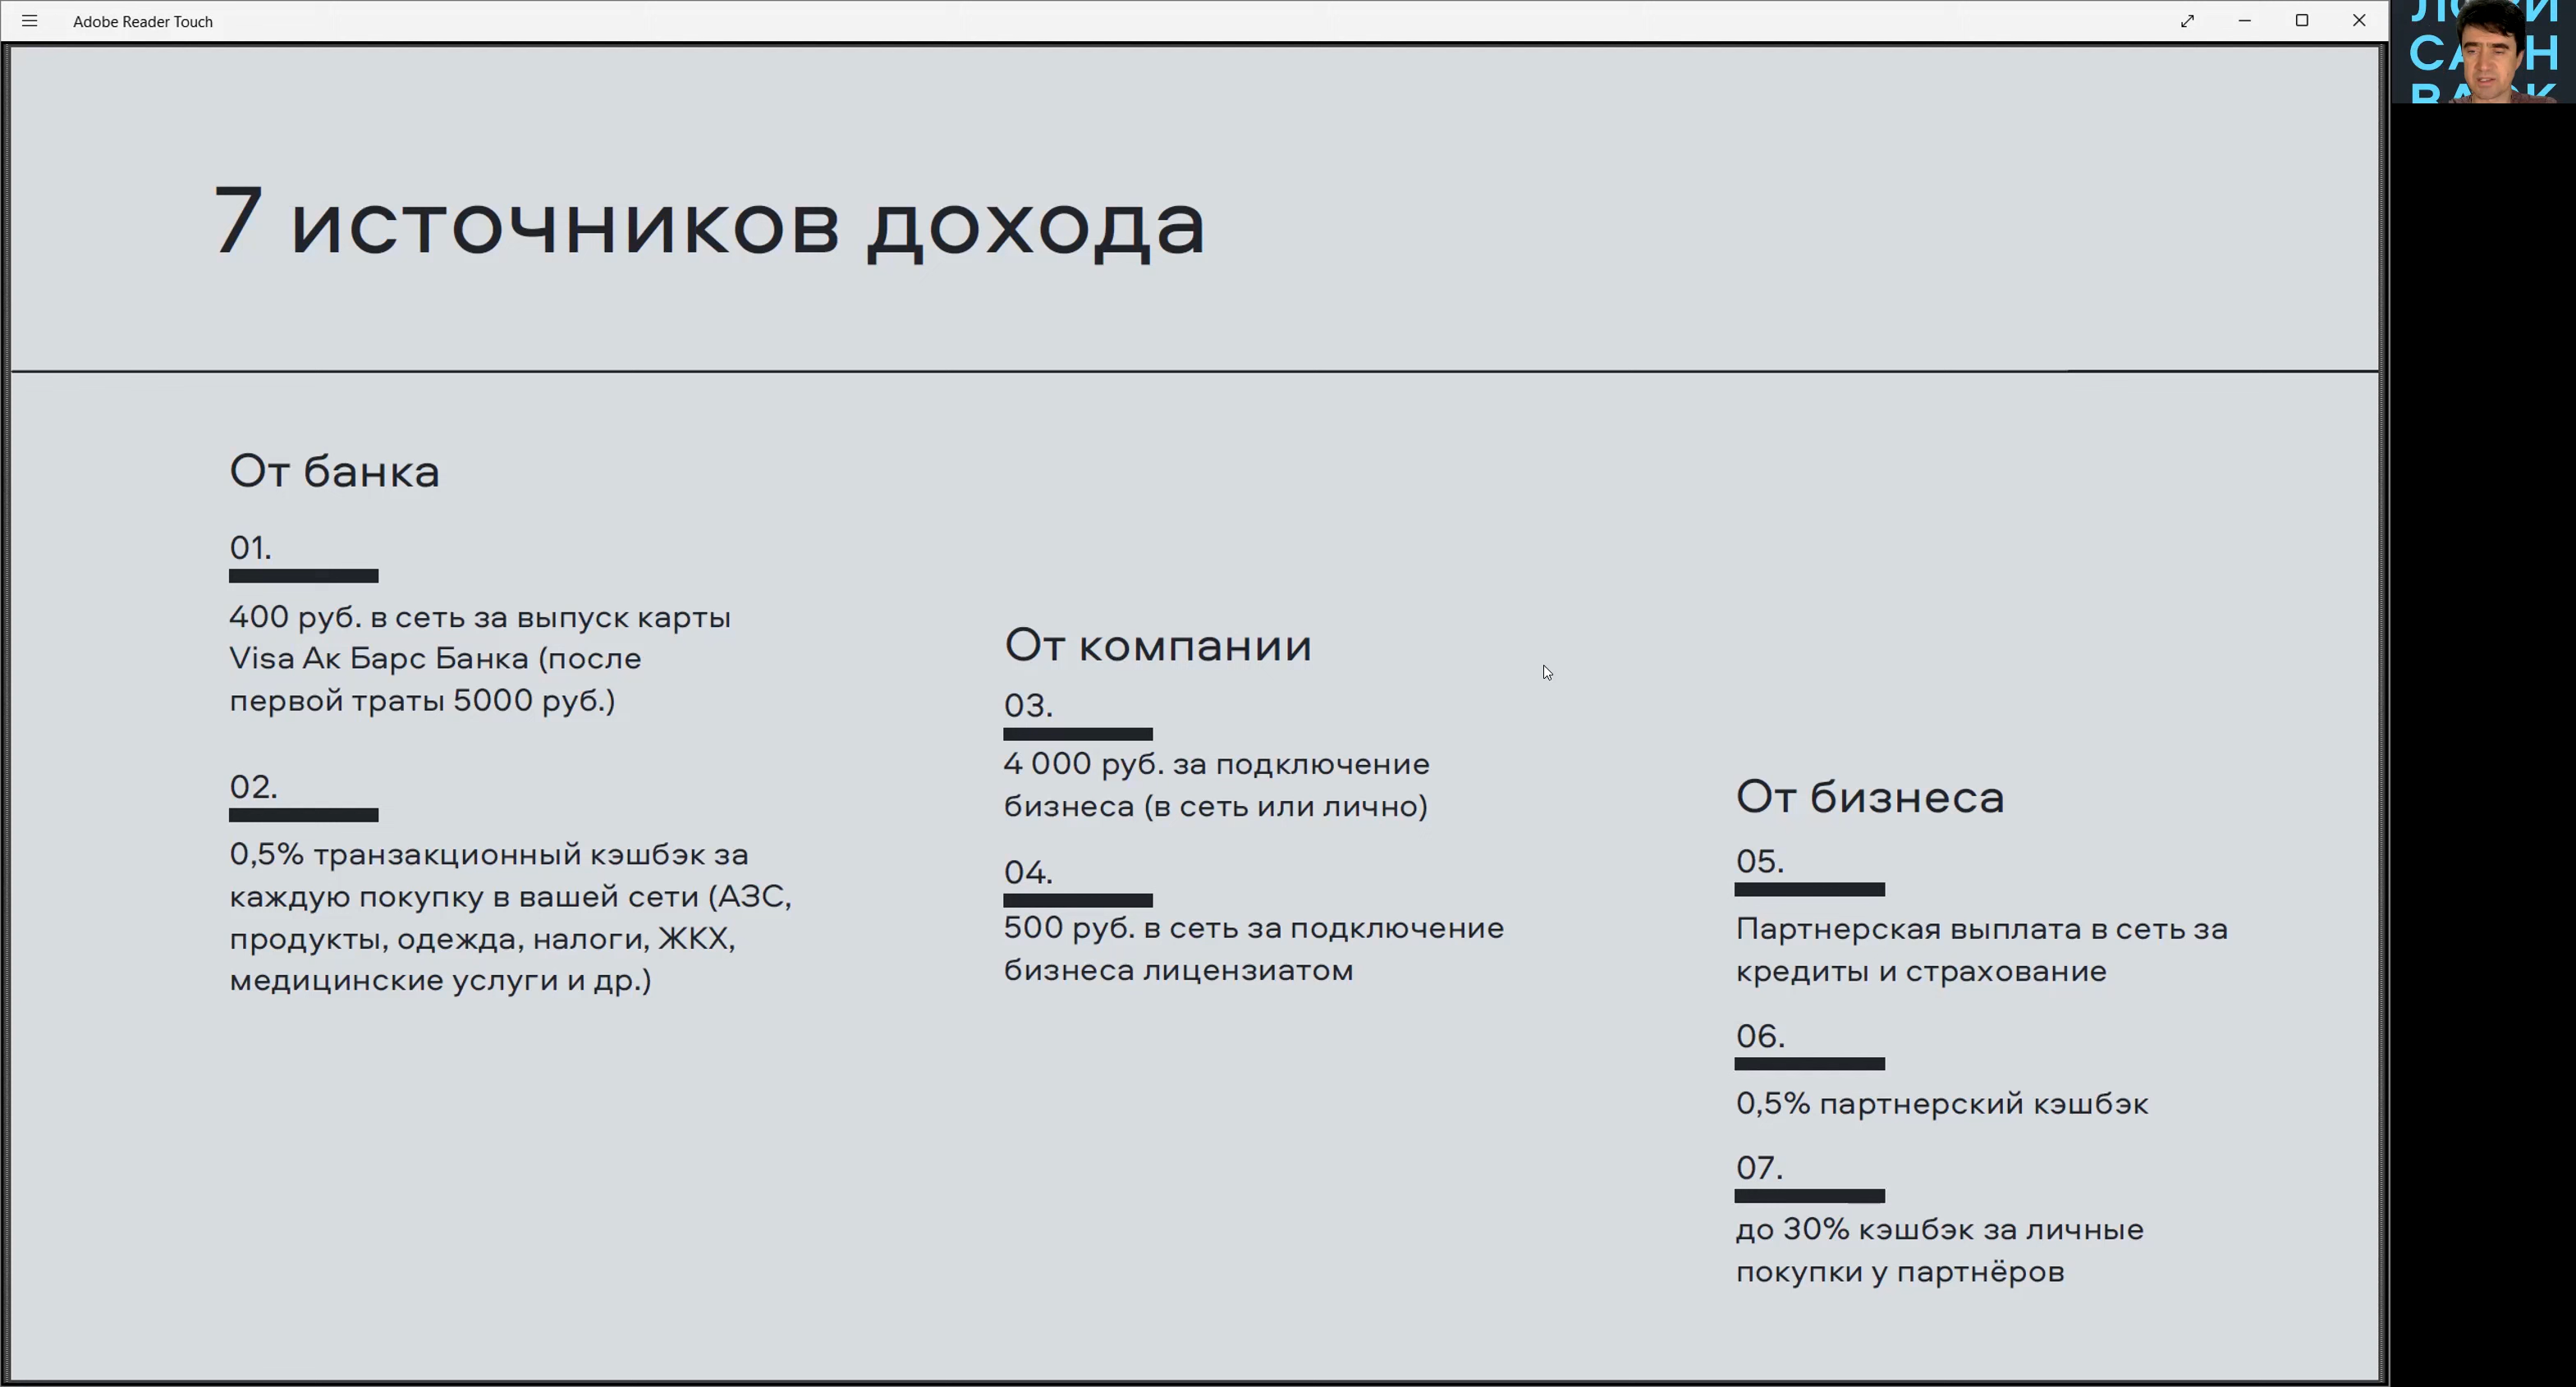 Adobe Reader Touch
7 источников дохода
От банка
01.
400 руб. в сеть за выпуск карты
Visa Ак Барс Банка (после
первой траты 5000 руб.)
02.
0,5% транзакционный кэшбэк за
каждую покупку в вашей сети (АЗС,
продукты, одежда, налоги, ЖКХ,
медицинские услуги и др.)
От компании
03.
4 000 руб. за подключение
бизнеса (в сеть или лично)
04.
500 руб. в сеть за подключение
бизнеса лицензиатом
От бизнеса
05.
Партнерская выплата в сеть за
кредиты и страхование
06.
0,5% партнерский кэшбэк
07.
до 30% кэшбэк за личные
покупки у партнёров